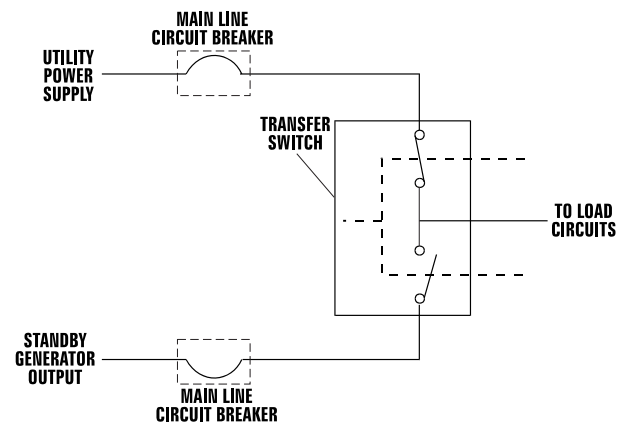 MAIN LINE
CIRCUIT BREAKER
UTILITY
POWER
SUPPLY
TRANSFER
SWITCH
TO LOAD
CIRCUITS
STANDBY
GENERATOR
OUTPUT
MAIN LINE
CIRCUIT BREAKER